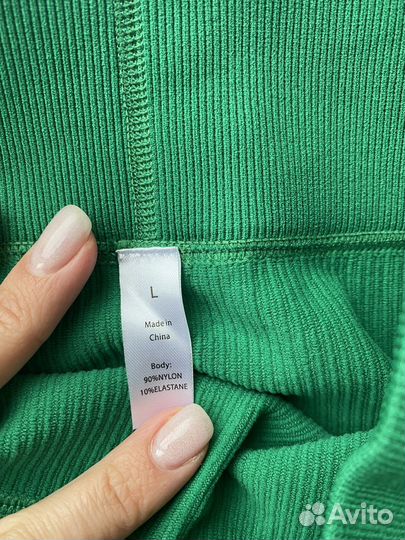 L
Made in
China
Body:
90%NYLON
10%ELASTANE
Avito